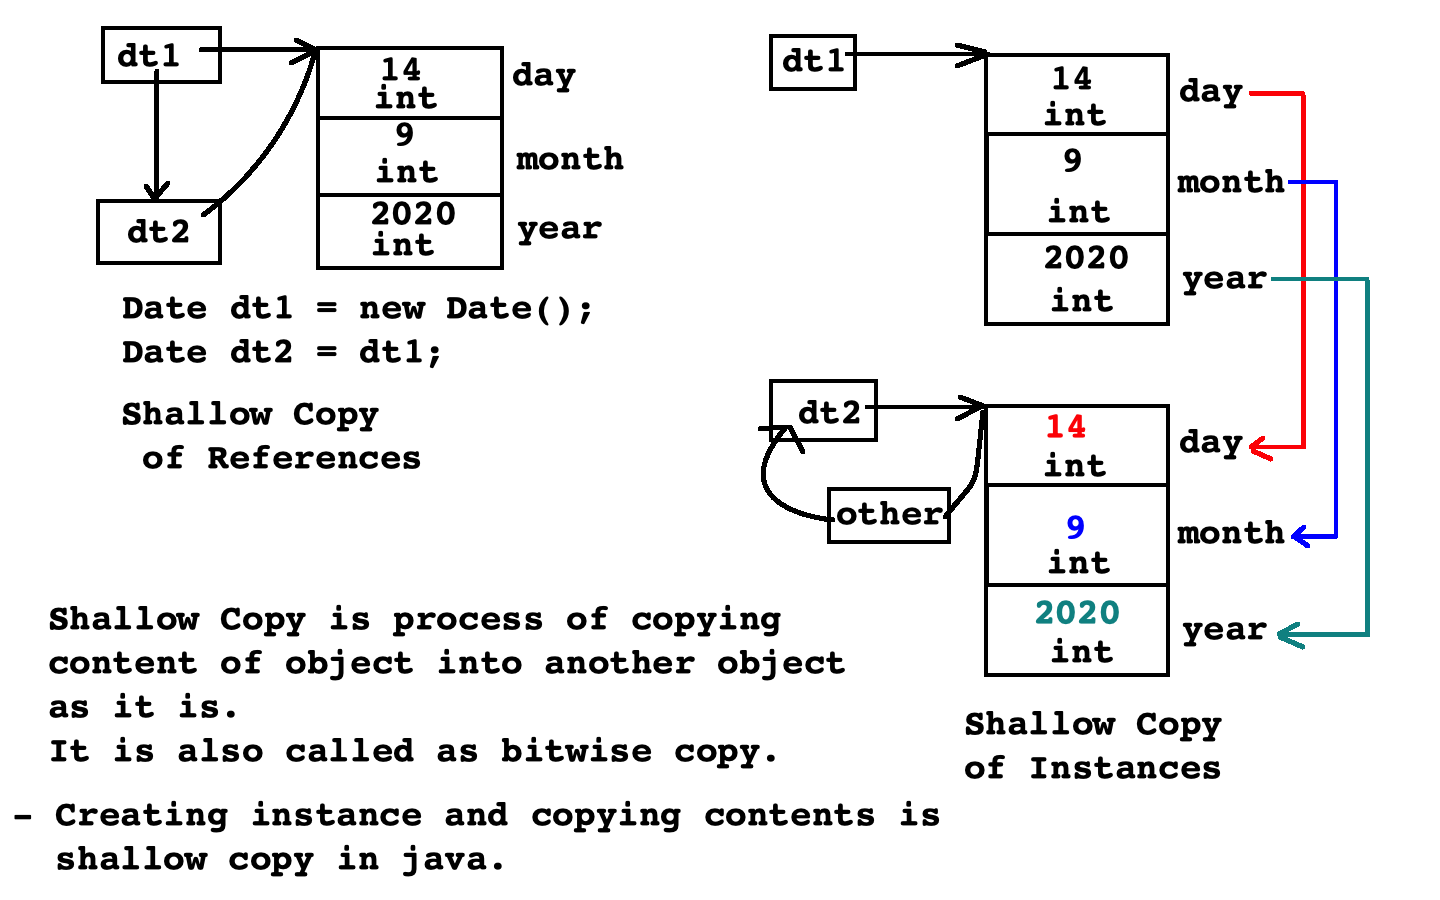 dt1
14
int
day
9
int
month
dt2
2020
int
year
Date dt1 = new Date();
Date dt2 = dt1;
Shallow Copy
of References
dt1
14
int
day
9
int
month
2020
int
year
dt2
other
14
int
day
9
int
month
2020
int
year
Shallow Copy
of Instances
Shallow Copy is process of copying
content of object into another object
as it is.
It is also called as bitwise copy.
- Creating instance and copying contents is
shallow copy in java.